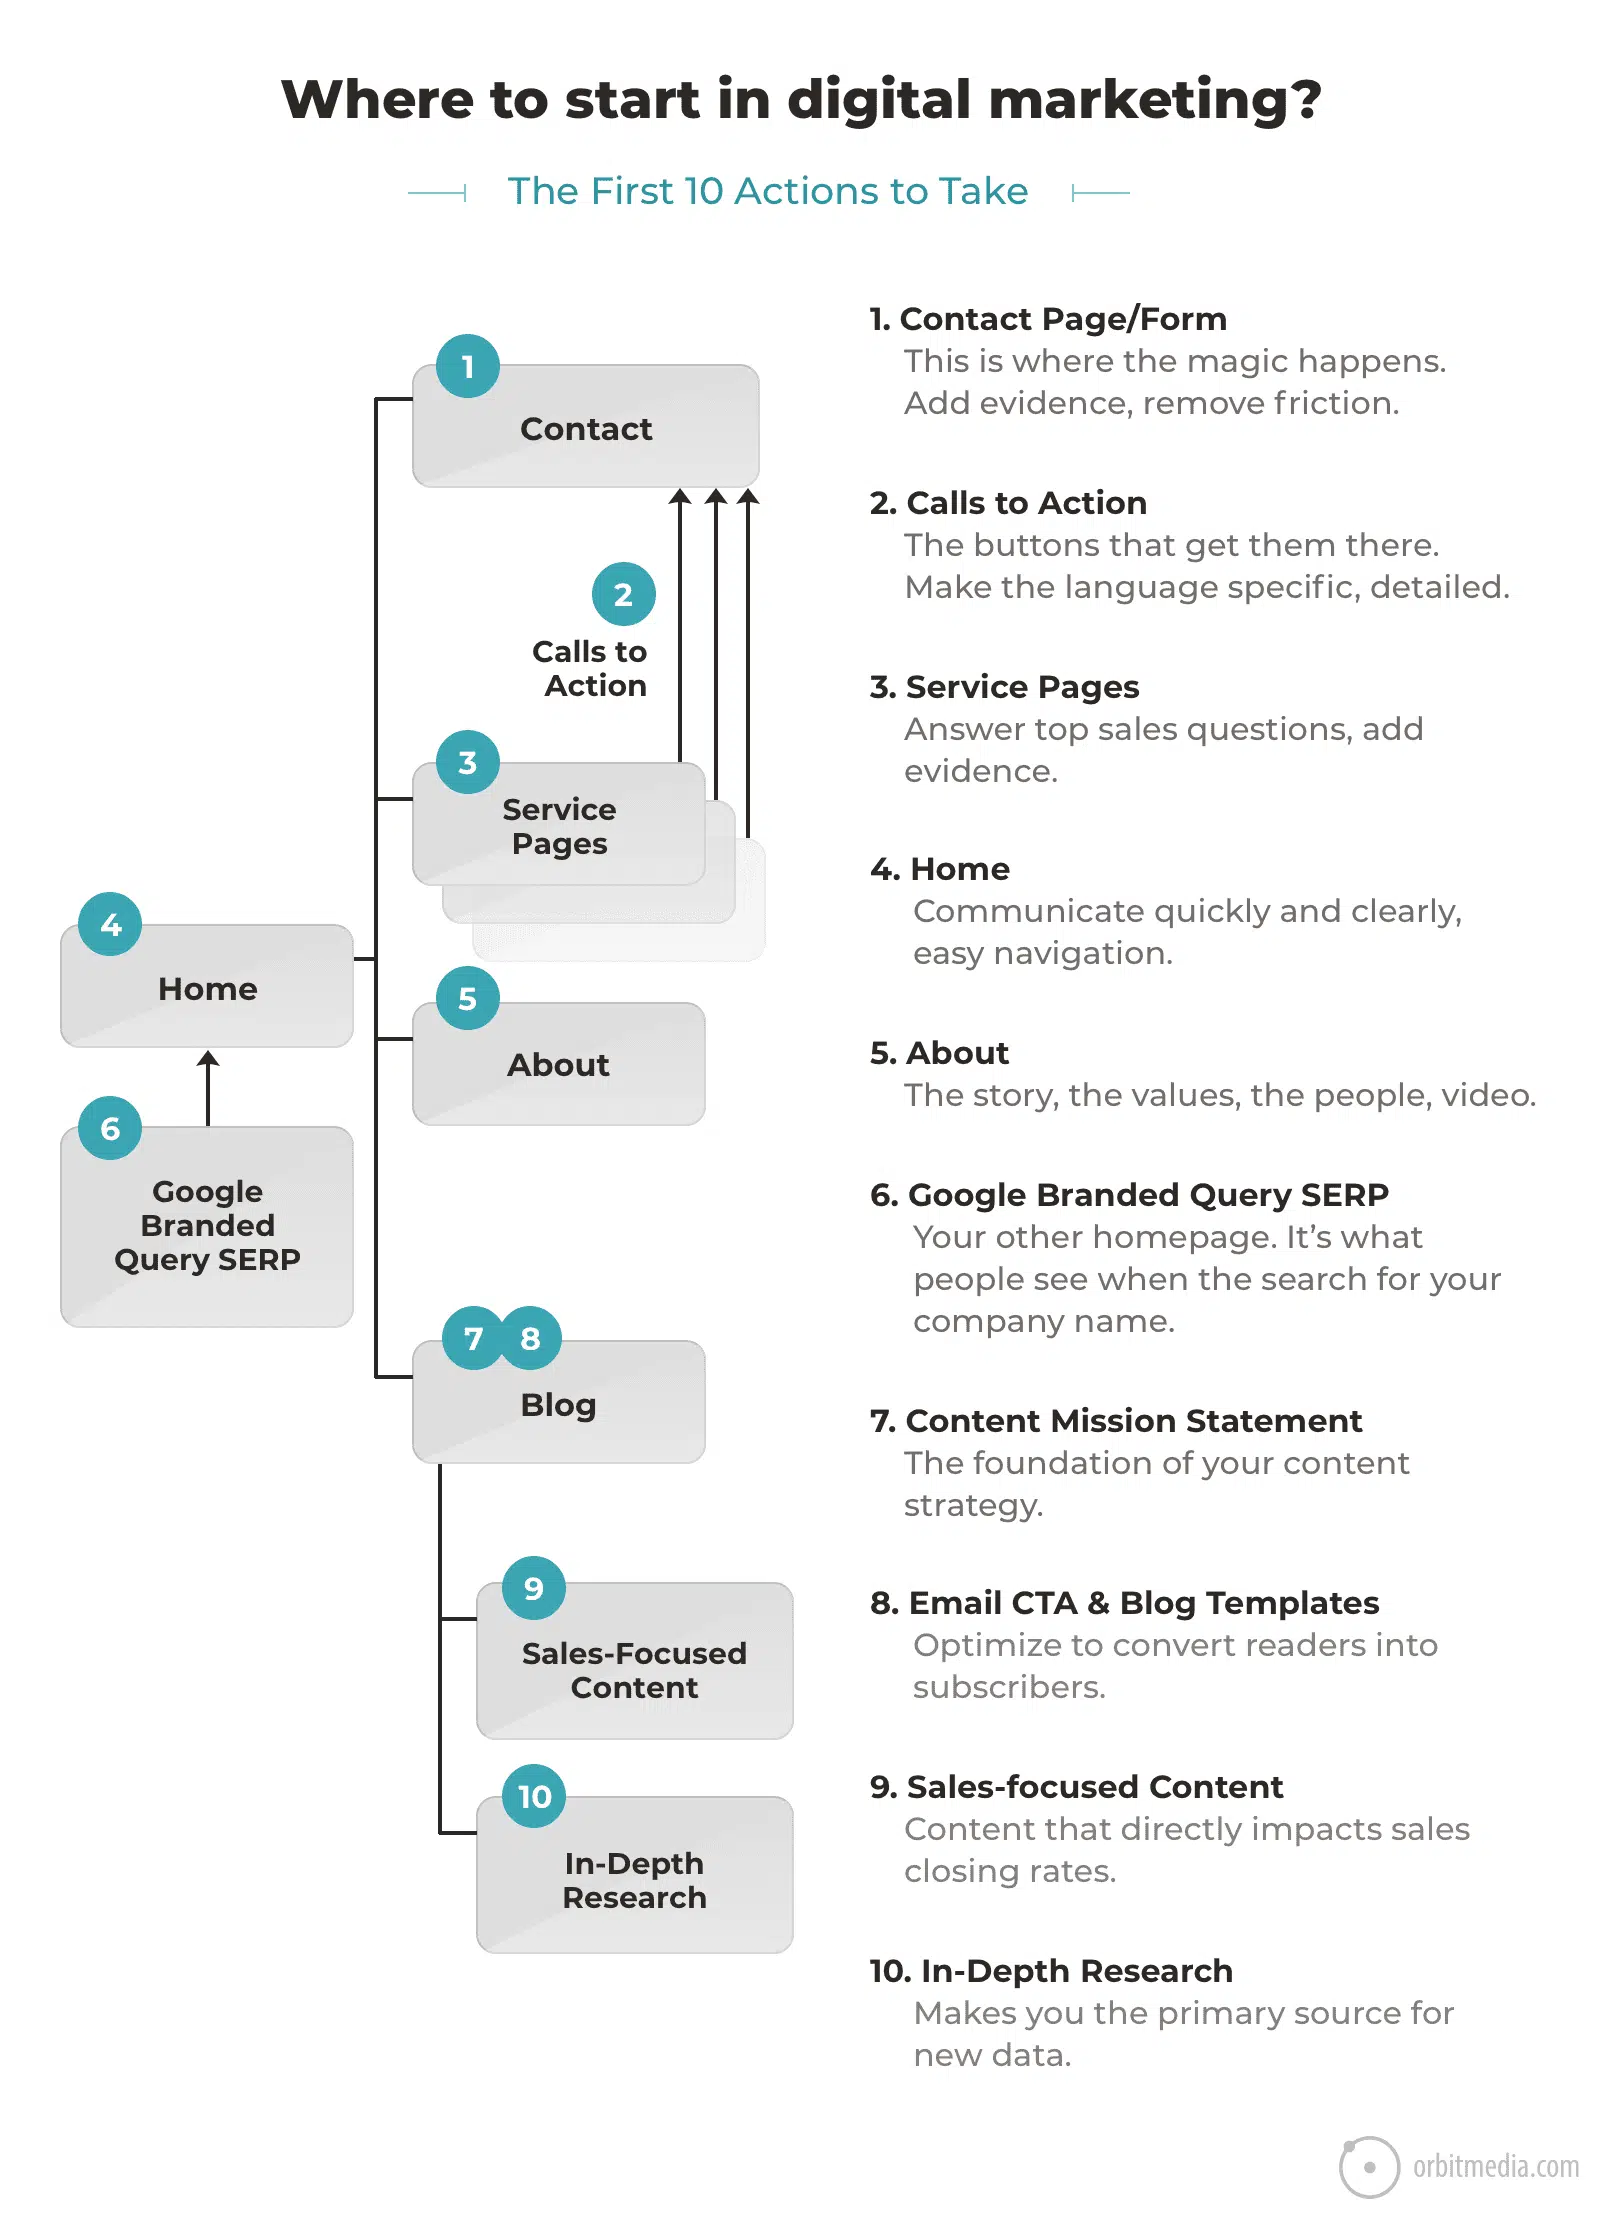 Where to start in digital marketing?
The First 10 Actions to Take
1
Contact
2
Calls to
Action
3
Service
Pages
4
Home
5
About
6
Google
Branded
Query SERP
7
8
Blog
9
Sales-Focused
Content
10
In-Depth
Research
1. Contact Page/Form
This is where the magic happens.
Add evidence, remove friction.
2. Calls to Action
The buttons that get them there.
Make the language specific, detailed.
3. Service Pages
Answer top sales questions, add
evidence.
4. Home
Communicate quickly and clearly,
easy navigation.
5. About
The story, the values, the people, video.
6. Google Branded Query SERP
Your other homepage. It’s what
people see when the search for your
company name.
7. Content Mission Statement
The foundation of your content
strategy.
8. Email CTA & Blog Templates
Optimize to convert readers into
subscribers.
9. Sales-focused Content
Content that directly impacts sales
closing rates.
10. In-Depth Research
Makes you the primary source for
new data.
orbitmedia.com